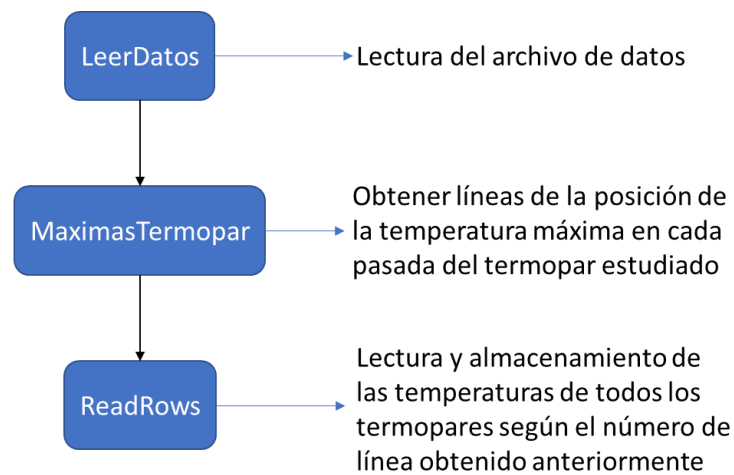 LeerDatos
Lectura del archivo de datos
MaximasTermopar
Obtener líneas de la posición de
la temperatura máxima en cada
pasada del termopar estudiado
ReadRows
Lectura y almacenamiento de
las temperaturas de todos los
termopares según el número de
línea obtenido anteriormente